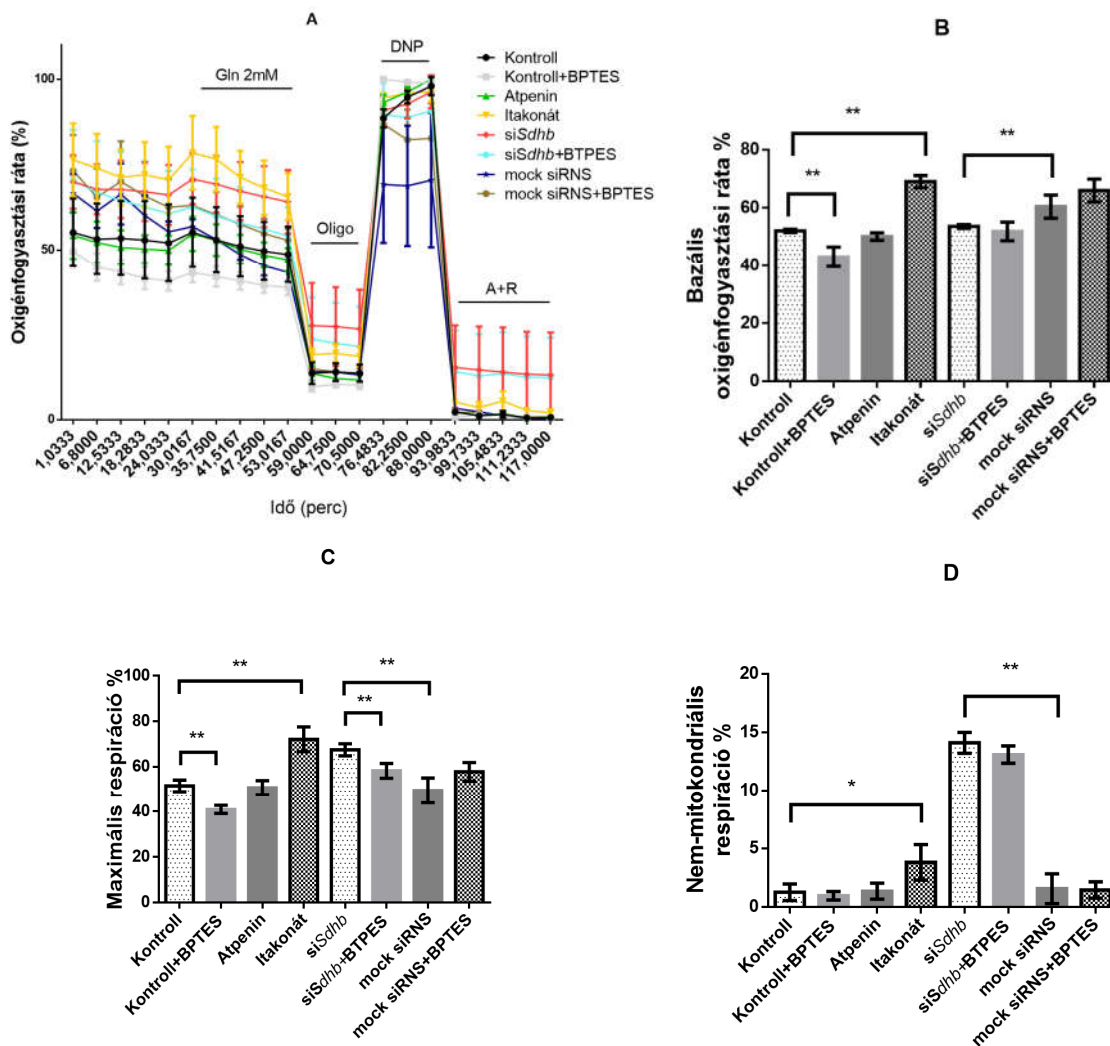 A
Oxigénfogyasztási ráta (%)
100
50
0
Gln 2mM
Oligo
DNP
A+R
Kontroll
Kontroll+BPTES
Atpenin
Itakonát
siSdhb
siSdhb+BTPES
mock siRNS
mock siRNS+BPTES
1,0333
6,8000
12,5333
18,2833
24,0333
30,0167
35,7500
41,5167
47,2500
53,0167
59,0000
64,7500
70,5000
76,4833
82,2500
88,0000
93,9833
99,7333
105,4833
111,2333
117,0000
Idő (perc)
B
Bazális
oxigénfogyasztási ráta %
80
60
40
20
0
**
**
**
Kontroll
Kontroll+BPTES
Atpenin
Itakonát
siSdhb
siSdhb+BTPES
mock siRNS
mock siRNS+BPTES
C
Maximális respiráció %
100
80
60
40
20
0
**
**
**
**
Kontroll
Kontroll+BPTES
Atpenin
Itakonát
siSdhb
siSdhb+BTPES
mock siRNS
mock siRNS+BPTES
D
Nem-mitokondriális
respiráció %
20
15
10
5
0
*
**
Kontroll
Kontroll+BPTES
Atpenin
Itakonát
siSdhb
siSdhb+BTPES
mock siRNS
mock siRNS+BPTES